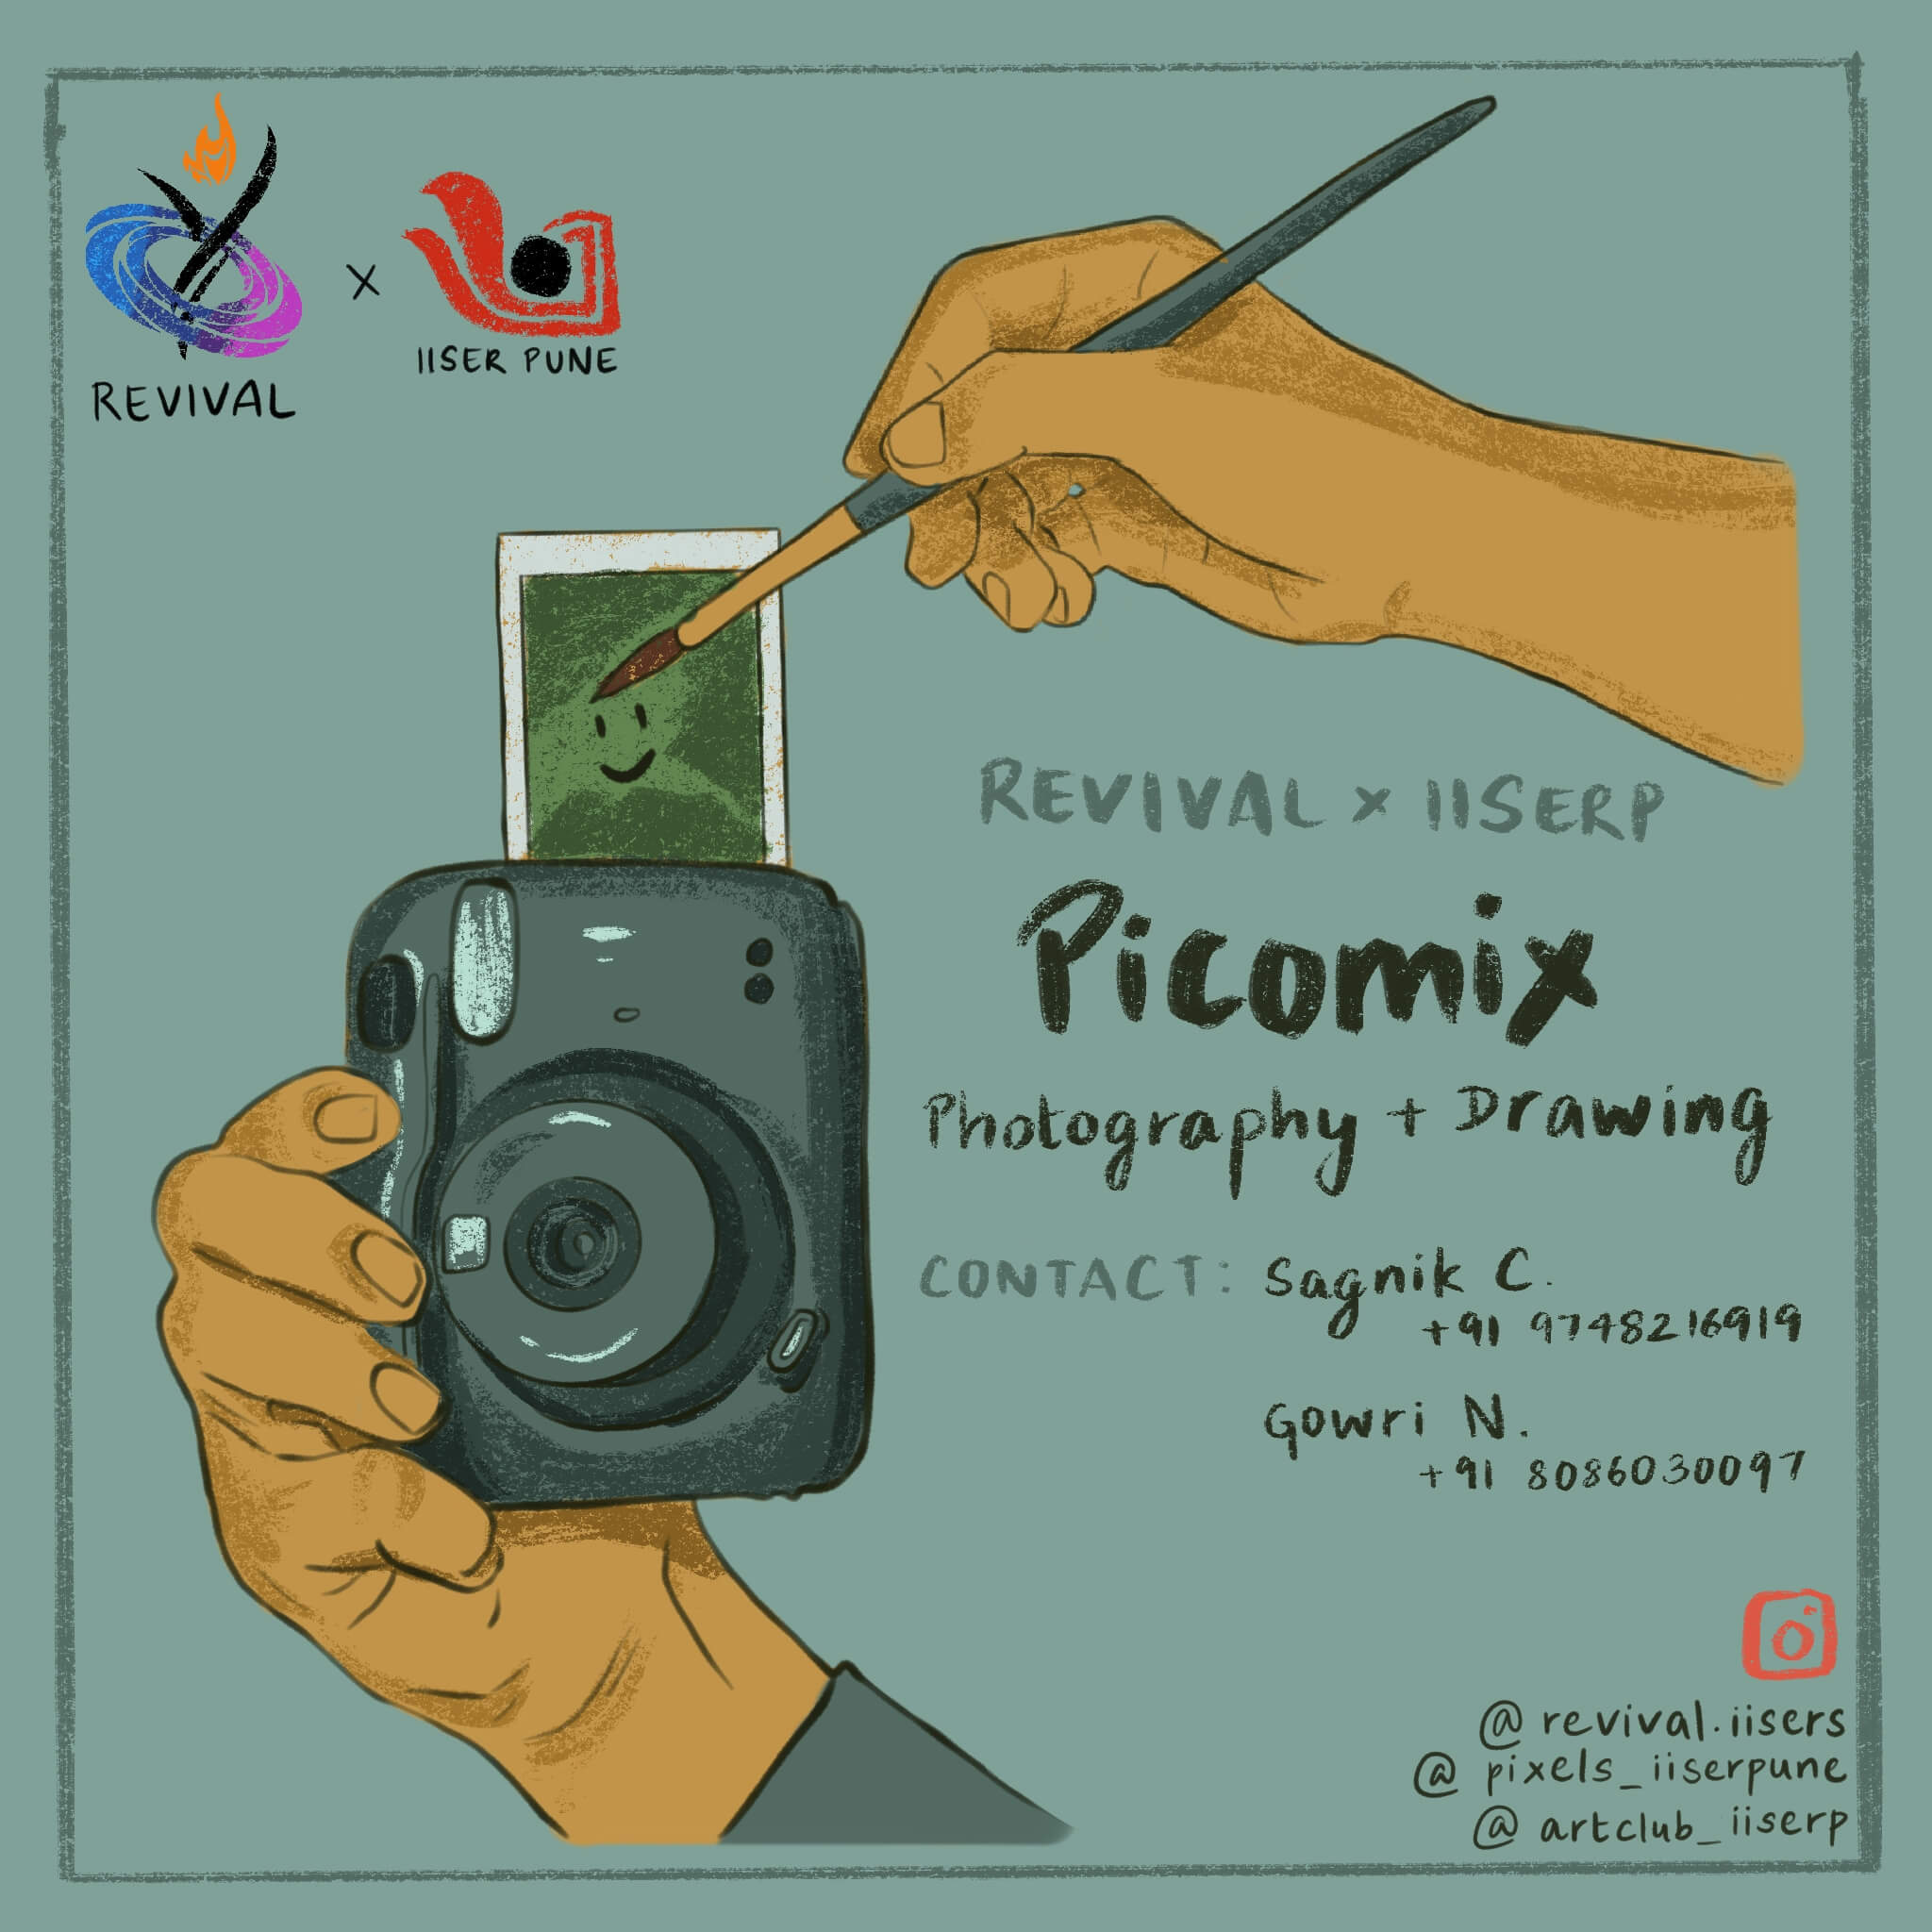 REVIVAL
X
IISER PUNE
REVIVAL x IISERP
Picomix
Photography + Drawing
CONTACT: Sagnik C.
+91 9748216919
Gowri N.
+91 8086030097
@ revival.iisers
@ pixels_iiserpune
@ artclub_iiserp